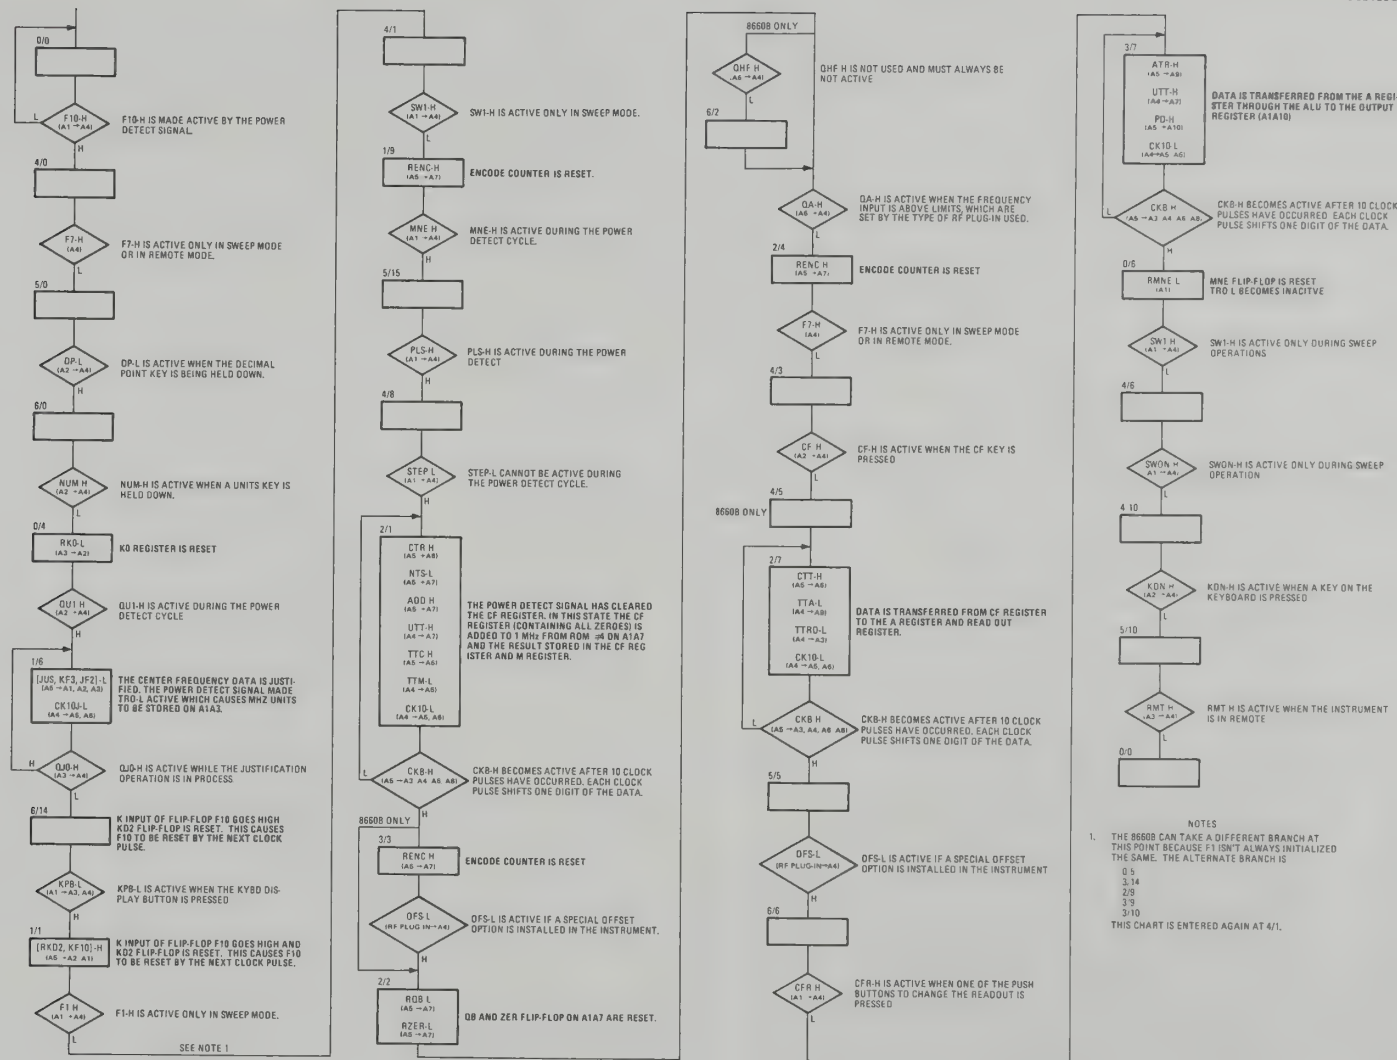 0/0
F10-H
(A1 → A4)
L
H
F10-H IS MADE ACTIVE BY THE POWER
DETECT SIGNAL.
4/0
F7-H
(A4)
L
F7-H IS ACTIVE ONLY IN SWEEP MODE
OR IN REMOTE MODE.
5/0
DP-L
(A2 → A4)
H
DP-L IS ACTIVE WHEN THE DECIMAL
POINT KEY IS BEING HELD DOWN.
6/0
NUM H
(A2 → A4)
L
NUM-H IS ACTIVE WHEN A UNITS KEY IS
HELD DOWN.
0/4
RK0-L
(A3 → A2)
K0 REGISTER IS RESET
QU1 H
(A2 → A4)
H
QU1-H IS ACTIVE DURING THE POWER
DETECT CYCLE
1/6
[JUS, KF3, JF2]-L
(A5 → A1, A2, A3)
CK10J-L
(A4 → A5, A6)
THE CENTER FREQUENCY DATA IS JUSTI-
FIED. THE POWER DETECT SIGNAL MADE
TRO-L ACTIVE WHICH CAUSES MHZ UNITS
TO BE STORED ON A1A3.
QJ0-H
(A3 → A4)
H
L
QJ0-H IS ACTIVE WHILE THE JUSTIFICATION
OPERATION IS IN PROCESS
6/14
K INPUT OF FLIP-FLOP F10 GOES HIGH
KD2 FLIP-FLOP IS RESET. THIS CAUSES
F10 TO BE RESET BY THE NEXT CLOCK
PULSE.
KPB-L
(A1 → A3, A4)
H
KPB-L IS ACTIVE WHEN THE KYBD DIS-
PLAY BUTTON IS PRESSED
1/1
[RKD2, KF10]-H
(A5 → A2 A1)
K INPUT OF FLIP-FLOP F10 GOES HIGH AND
KD2 FLIP-FLOP IS RESET. THIS CAUSES F10
TO BE RESET BY THE NEXT CLOCK PULSE.
F1 H
(A1 → A4)
L
F1-H IS ACTIVE ONLY IN SWEEP MODE.
SEE NOTE 1
4/1
SW1-H
(A1 → A4)
L
SW1-H IS ACTIVE ONLY IN SWEEP MODE.
1/9
RENC-H
(A5 → A7)
ENCODE COUNTER IS RESET.
MNE H
(A1 → A4)
H
MNE-H IS ACTIVE DURING THE POWER
DETECT CYCLE.
5/15
PLS-H
(A1 → A4)
H
PLS-H IS ACTIVE DURING THE POWER
DETECT
4/8
STEP L
(A1 → A4)
H
STEP-L CANNOT BE ACTIVE DURING
THE POWER DETECT CYCLE.
2/1
CTR H
(A5 → A8)
NTS-L
(A5 → A7)
ADD H
(A5 → A7)
UTT-H
(A4 → A7)
TTC H
(A5 → A6)
TTM-L
(A4 → A6)
CK10-L
(A4 → A5, A6)
THE POWER DETECT SIGNAL HAS CLEARED
THE CF REGISTER. IN THIS STATE THE CF
REGISTER (CONTAINING ALL ZEROES) IS
ADDED TO 1 MHz FROM ROM #4 ON A1A7
AND THE RESULT STORED IN THE CF REG
ISTER AND M REGISTER.
CKB-H
(A5 → A3 A4 A6, A8)
L
H
CKB-H BECOMES ACTIVE AFTER 10 CLOCK
PULSES HAVE OCCURRED. EACH CLOCK
PULSE SHIFTS ONE DIGIT OF THE DATA.
8660B ONLY
3/3
RENC H
(A5 → A7)
ENCODE COUNTER IS RESET
OFS L
(RF PLUG IN → A4)
H
OFS-L IS ACTIVE IF A SPECIAL OFFSET
OPTION IS INSTALLED IN THE INSTRUMENT.
2/2
RQB L
(A5 → A7)
RZER-L
(A5 → A7)
QB AND ZER FLIP-FLOP ON A1A7 ARE RESET.
8660B ONLY
QHF H
(A6 → A4)
L
QHF H IS NOT USED AND MUST ALWAYS BE
NOT ACTIVE
6/2
QA-H
(A6 → A4)
L
QA-H IS ACTIVE WHEN THE FREQUENCY
INPUT IS ABOVE LIMITS, WHICH ARE
SET BY THE TYPE OF RF PLUG-IN USED.
2/4
RENC H
(A5 → A7)
ENCODE COUNTER IS RESET
F7-H
(A4)
L
F7-H IS ACTIVE ONLY IN SWEEP MODE
OR IN REMOTE MODE.
4/3
CF H
(A2 → A4)
L
CF-H IS ACTIVE WHEN THE CF KEY IS
PRESSED
4/5
8660B ONLY
2/7
CTT-H
(A5 → A6)
TTA-L
(A4 → A8)
TTRO-L
(A4 → A3)
CK10-L
(A4 → A5, A6)
DATA IS TRANSFERRED FROM CF REGISTER
TO THE A REGISTER AND READ OUT
REGISTER.
CKB H
(A5 → A3, A4, A6 A8)
L
H
CKB-H BECOMES ACTIVE AFTER 10 CLOCK
PULSES HAVE OCCURRED. EACH CLOCK
PULSE SHIFTS ONE DIGIT OF THE DATA.
5/5
OFS-L
(RF PLUG-IN → A4)
H
OFS-L IS ACTIVE IF A SPECIAL OFFSET
OPTION IS INSTALLED IN THE INSTRUMENT
6/6
CFR H
(A1 → A4)
L
CFR-H IS ACTIVE WHEN ONE OF THE PUSH
BUTTONS TO CHANGE THE READOUT IS
PRESSED
3/7
ATR-H
(A5 → A8)
UTT-H
(A4 → A7)
PO-H
(A5 → A10)
CK10-L
(A4 → A5 A6)
DATA IS TRANSFERRED FROM THE A REGI-
STER THROUGH THE ALU TO THE OUTPUT
REGISTER (A1A10)
CKB H
(A5 → A3 A4 A6 A8)
L
H
CKB-H BECOMES ACTIVE AFTER 10 CLOCK
PULSES HAVE OCCURRED EACH CLOCK
PULSE SHIFTS ONE DIGIT OF THE DATA.
0/6
RMNE L
(A1)
MNE FLIP-FLOP IS RESET
TRO L BECOMES INACITVE
SW1 H
(A1 → A4)
L
SW1-H IS ACTIVE ONLY DURING SWEEP
OPERATIONS
4/6
SWON H
(A1 → A4)
L
SWON-H IS ACTIVE ONLY DURING SWEEP
OPERATION
4 10
KDN H
(A2 → A4)
L
KDN-H IS ACTIVE WHEN A KEY ON THE
KEYBOARD IS PRESSED
5/10
RMT H
(A3 → A4)
L
RMT H IS ACTIVE WHEN THE INSTRUMENT
IS IN REMOTE
0/0
NOTES
1. THE 8660B CAN TAKE A DIFFERENT BRANCH AT
THIS POINT BECAUSE F1 ISN'T ALWAYS INITIALIZED
THE SAME. THE ALTERNATE BRANCH IS
0 5
3, 14
2/9
3 9
3/10
THIS CHART IS ENTERED AGAIN AT 4/1.